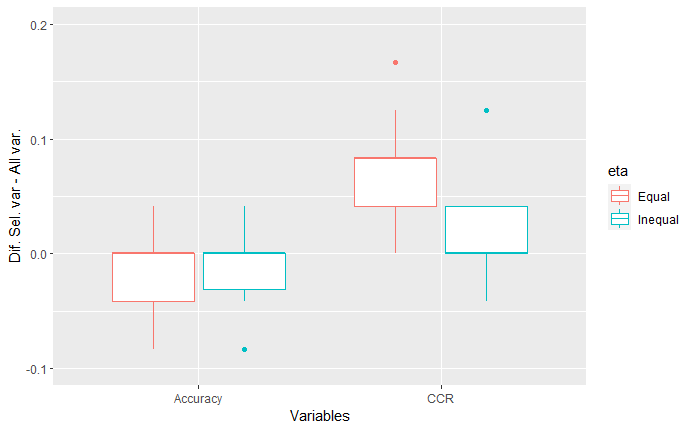 Dif. Sel. var - All var.
0.2
0.1
0.0
-0.1
Accuracy
CCR
Variables
eta
Equal
Inequal